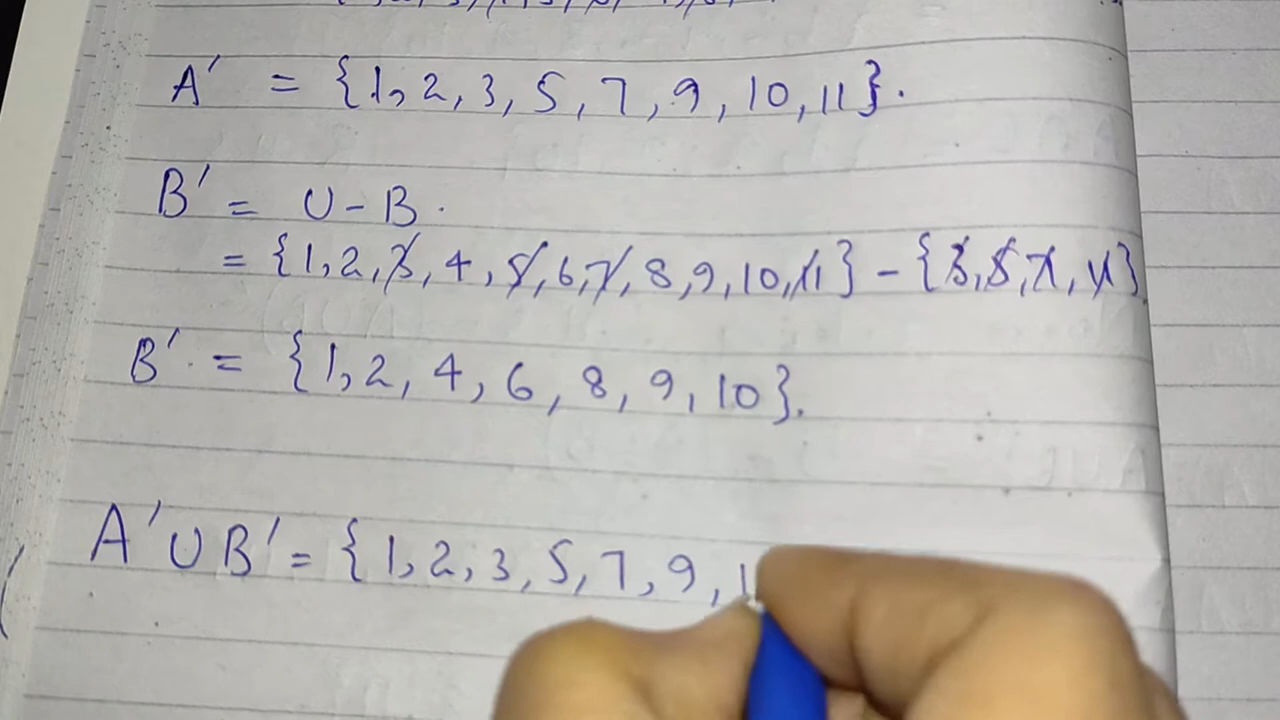 A' = {1, 2, 3, 5, 7, 9, 10, 11}.
B' = U - B.
= {1, 2, 3, 4, 5, 6, 7, 8, 9, 10, 11} - {3, 5, 7, 11}
B' = {1, 2, 4, 6, 8, 9, 10}.
A' U B' = {1, 2, 3, 5, 7, 9, 1